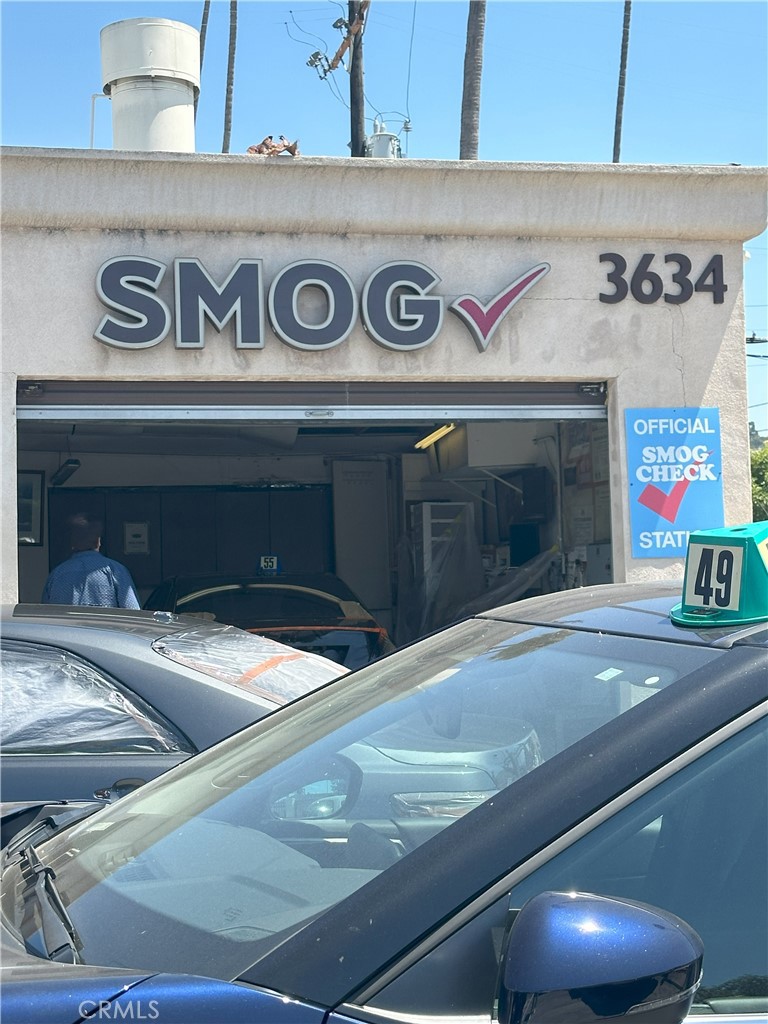 SMOG
3634
OFFICIAL
SMOG
CHECK
STATI
55
49
CRMLS